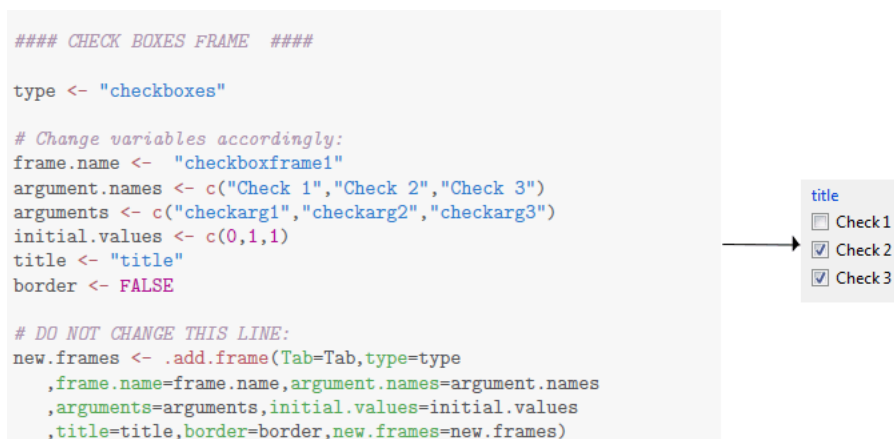 #### CHECK BOXES FRAME ####
type <- "checkboxes"
# Change variables accordingly:
frame.name <- "checkboxframe1"
argument.names <- c("Check 1","Check 2","Check 3")
arguments <- c("checkarg1","checkarg2","checkarg3")
initial.values <- c(0,1,1)
title <- "title"
border <- FALSE
# DO NOT CHANGE THIS LINE:
new.frames <- .add.frame(Tab=Tab,type=type
,frame.name=frame.name,argument.names=argument.names
,arguments=arguments,initial.values=initial.values
,title=title,border=border,new.frames=new.frames)
title
Check 1
Check 2
Check 3